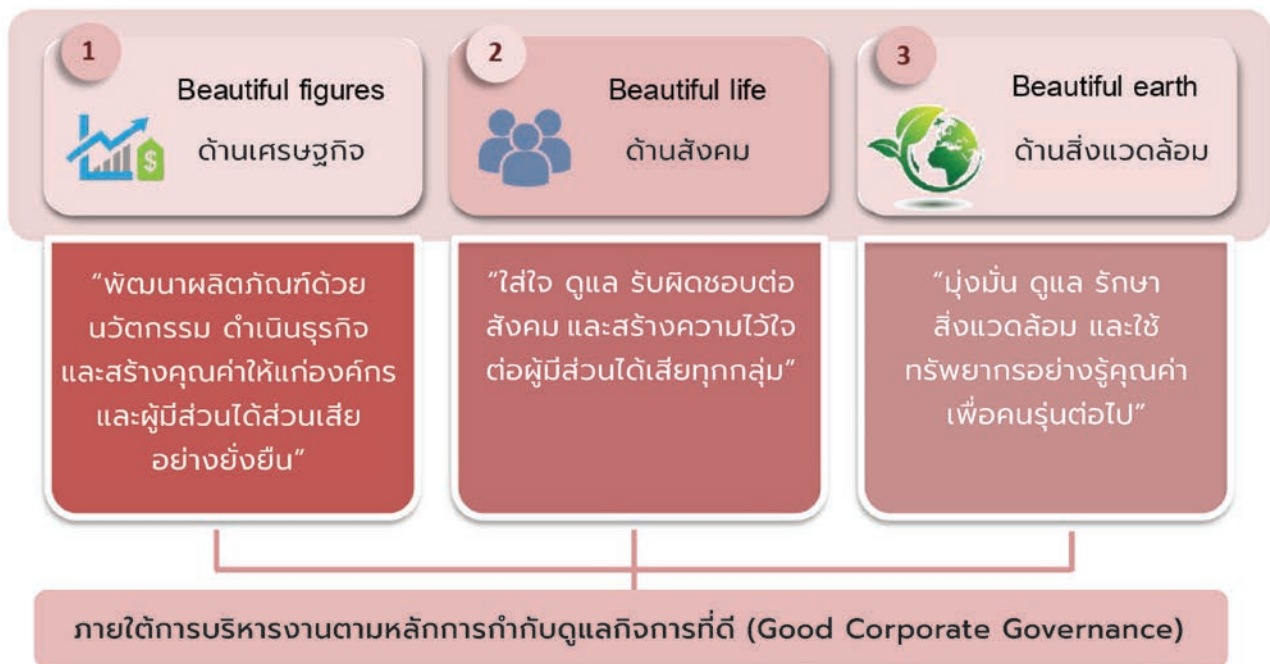 1
Beautiful figures
ด้านเศรษฐกิจ
$
“พัฒนาผลิตภัณฑ์ด้วย
นวัตกรรม ดำเนินธุรกิจ
และสร้างคุณค่าให้แก่องค์กร
และผู้มีส่วนได้ส่วนเสีย
อย่างยั่งยืน”
2
Beautiful life
ด้านสังคม
“ใส่ใจ ดูแล รับผิดชอบต่อ
สังคม และสร้างความไว้ใจ
ต่อผู้มีส่วนได้เสียทุกกลุ่ม”
3
Beautiful earth
ด้านสิ่งแวดล้อม
“มุ่งมั่น ดูแล รักษา
สิ่งแวดล้อม และใช้
ทรัพยากรอย่างรู้คุณค่า
เพื่อคนรุ่นต่อไป”
ภายใต้การบริหารงานตามหลักการกำกับดูแลกิจการที่ดี (Good Corporate Governance)